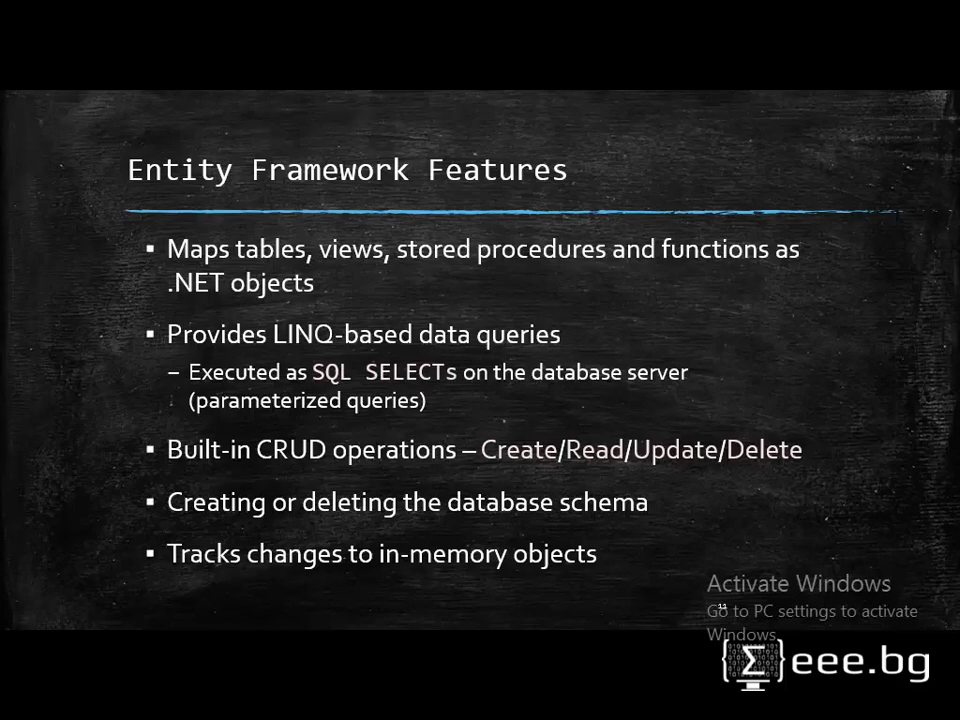 Entity Framework Features
▪ Maps tables, views, stored procedures and functions as
.NET objects
▪ Provides LINQ-based data queries
– Executed as SQL SELECTs on the database server
(parameterized queries)
▪ Built-in CRUD operations – Create/Read/Update/Delete
▪ Creating or deleting the database schema
▪ Tracks changes to in-memory objects
Activate Windows
11
Go to PC settings to activate
Windows.
{Σ}eee.bg